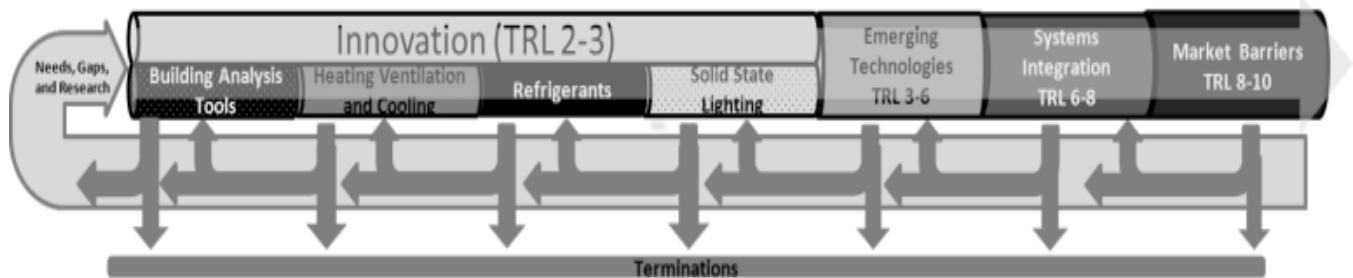 Innovation (TRL 2-3)
Needs, Gaps,
and Research
Building Analysis
Tools
Heating Ventilation
and Cooling
Refrigerants
Solid State
Lighting
Emerging
Technologies
TRL 3-6
Systems
Integration
TRL 6-8
Market Barriers
TRL 8-10
Terminations